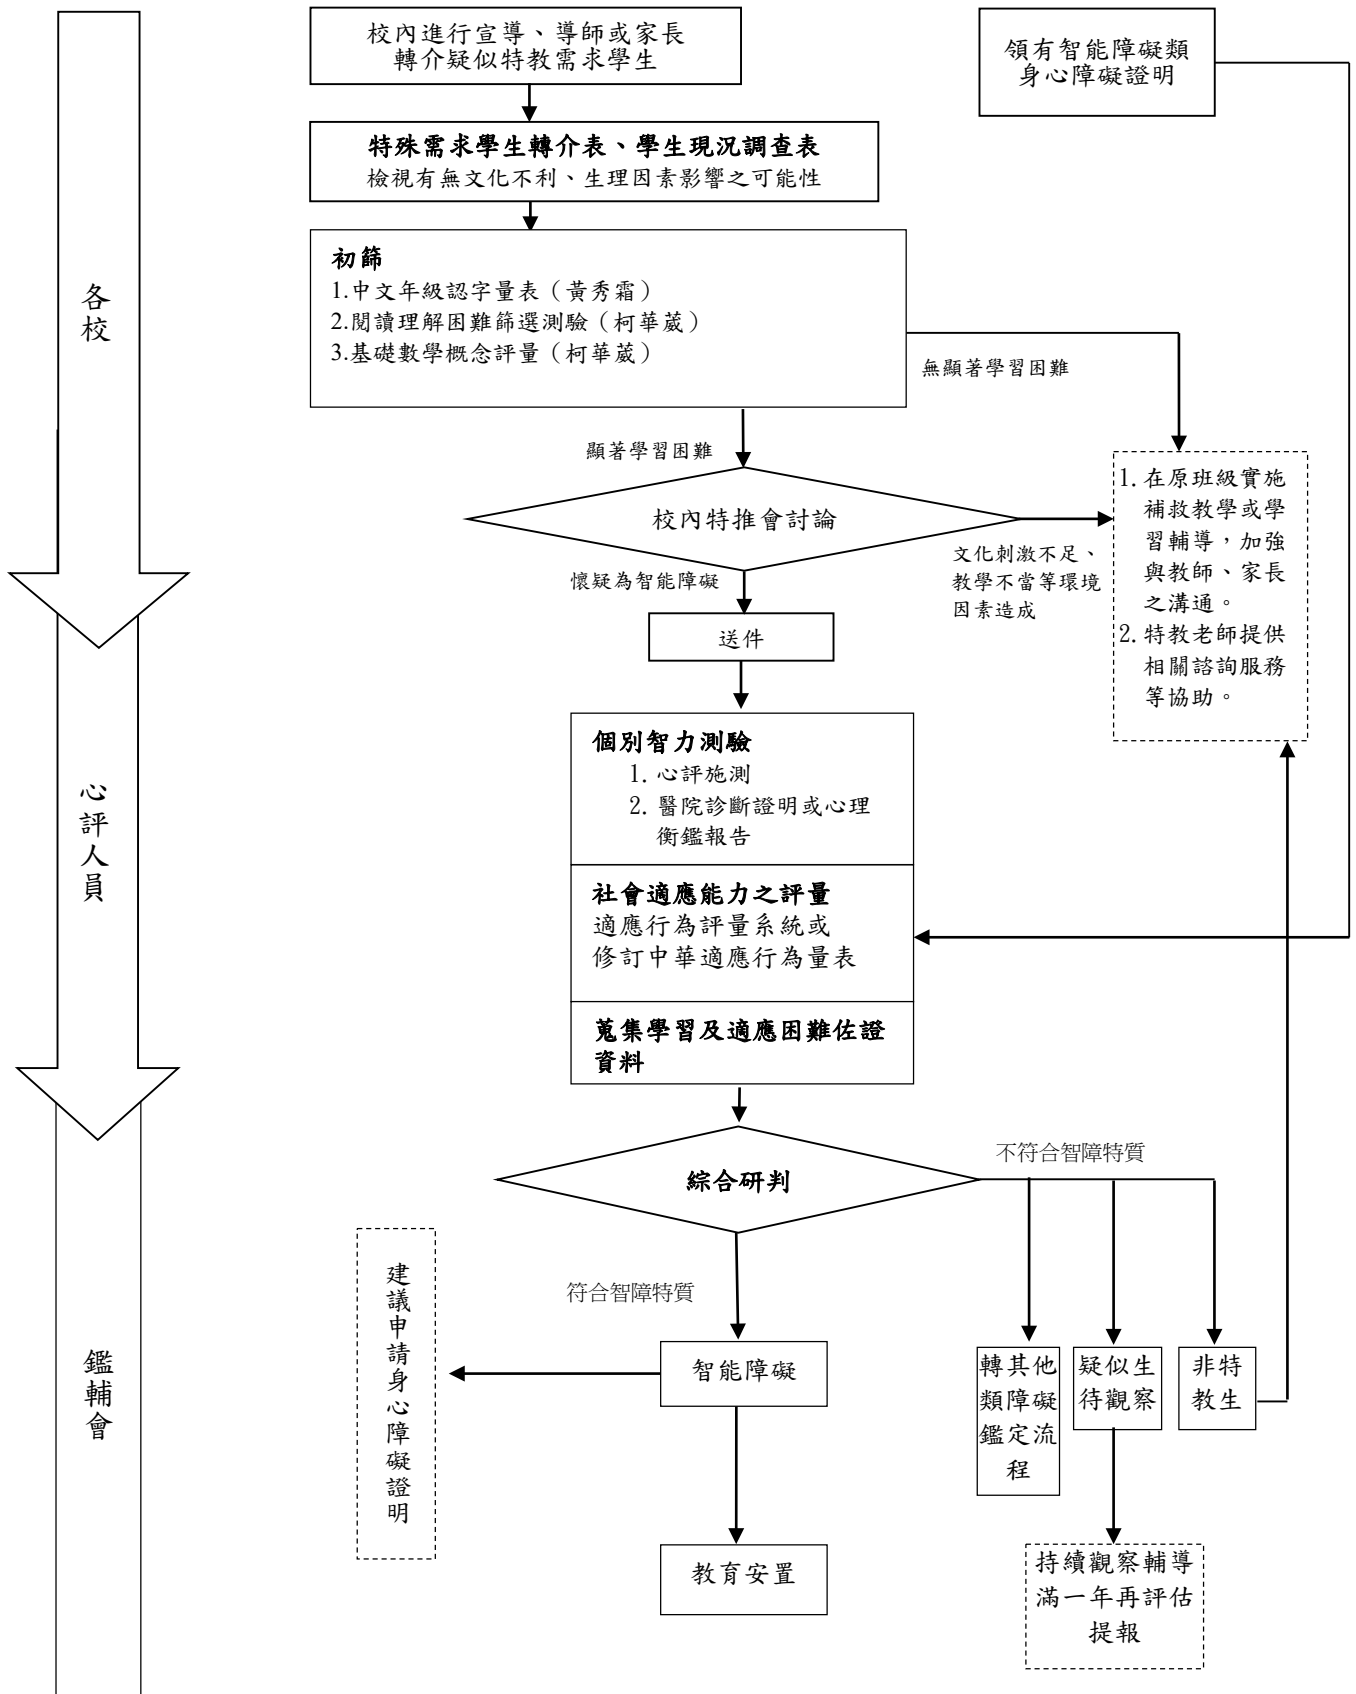 校內進行宣導、導師或家長
轉介疑似特教需求學生
領有智能障礙類
身心障礙證明
特殊需求學生轉介表、學生現況調查表
檢視有無文化不利、生理因素影響之可能性
初篩
1.中文年級認字量表（黃秀霜）
2.閱讀理解困難篩選測驗（柯華葳）
3.基礎數學概念評量（柯華葳）
各校
無顯著學習困難
顯著學習困難
校內特推會討論
文化刺激不足、
教學不當等環境
因素造成
懷疑為智能障礙
1. 在原班級實施
補救教學或學
習輔導，加強
與教師、家長
之溝通。
2. 特教老師提供
相關諮詢服務
等協助。
送件
心評人員
個別智力測驗
1. 心評施測
2. 醫院診斷證明或心理
衡鑑報告
社會適應能力之評量
適應行為評量系統或
修訂中華適應行為量表
蒐集學習及適應困難佐證
資料
綜合研判
不符合智障特質
符合智障特質
鑑輔會
建議申請身心障礙證明
智能障礙
轉其他
類障礙
鑑定流
程
疑似生
待觀察
非特
教生
教育安置
持續觀察輔導
滿一年再評估
提報